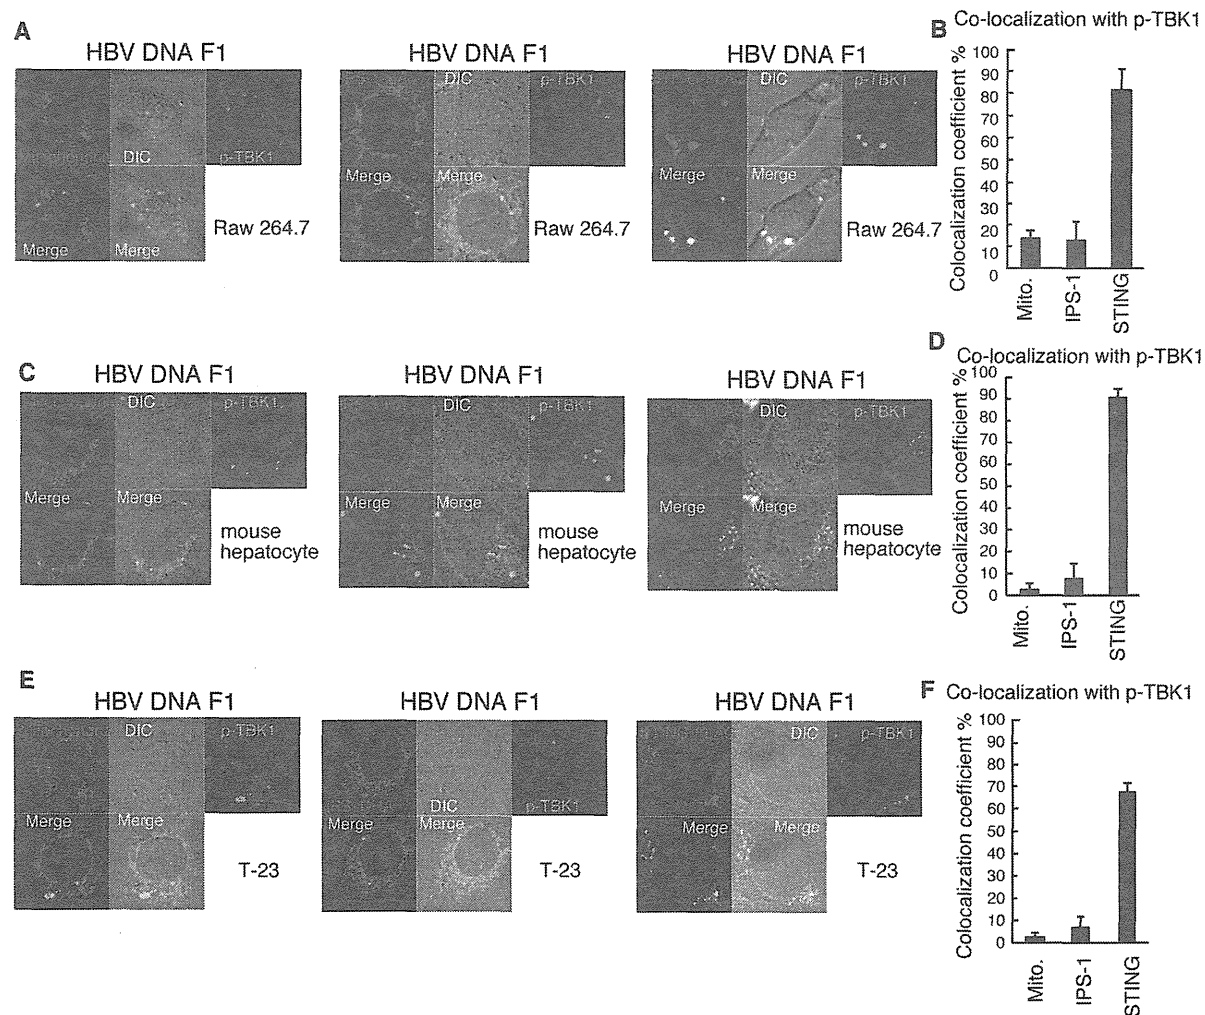 A
HBV DNA F1
HBV DNA F1
HBV DNA F1
DIC
p-TBK1
Merge
Merge
Raw 264.7
DIC
p-TBK1
Merge
Merge
Raw 264.7
DIC
p-TBK1
Merge
Merge
Raw 264.7
B
Co-localization with p-TBK1
Colocalization coefficient %
100
90
80
70
60
50
40
30
20
10
0
Mito.
IPS-1
STING
C
HBV DNA F1
HBV DNA F1
HBV DNA F1
DIC
p-TBK1
Merge
Merge
mouse
hepatocyte
DIC
p-TBK1
Merge
Merge
mouse
hepatocyte
DIC
p-TBK1
Merge
Merge
mouse
hepatocyte
D
Co-localization with p-TBK1
Colocalization coefficient %
100
90
80
70
60
50
40
30
20
10
0
Mito.
IPS-1
STING
E
HBV DNA F1
HBV DNA F1
HBV DNA F1
DIC
p-TBK1
Merge
Merge
T-23
DIC
p-TBK1
Merge
Merge
T-23
DIC
p-TBK1
Merge
Merge
T-23
F
Co-localization with p-TBK1
Colocalization coefficient %
100
90
80
70
60
50
40
30
20
10
0
Mito.
IPS-1
STING